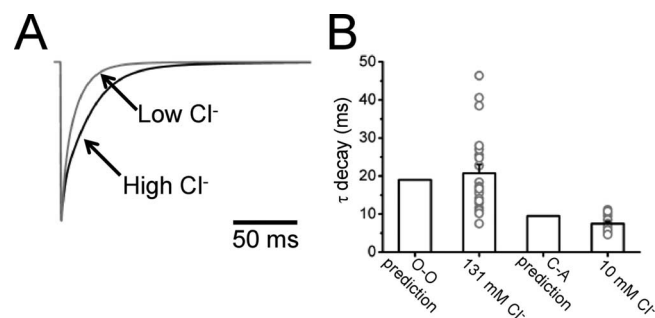 A
Low Cl-
High Cl-
50 ms
B
τ decay (ms)
50
40
30
20
10
0
O-O
prediction
131 mM Cl-
C-A
prediction
10 mM Cl-